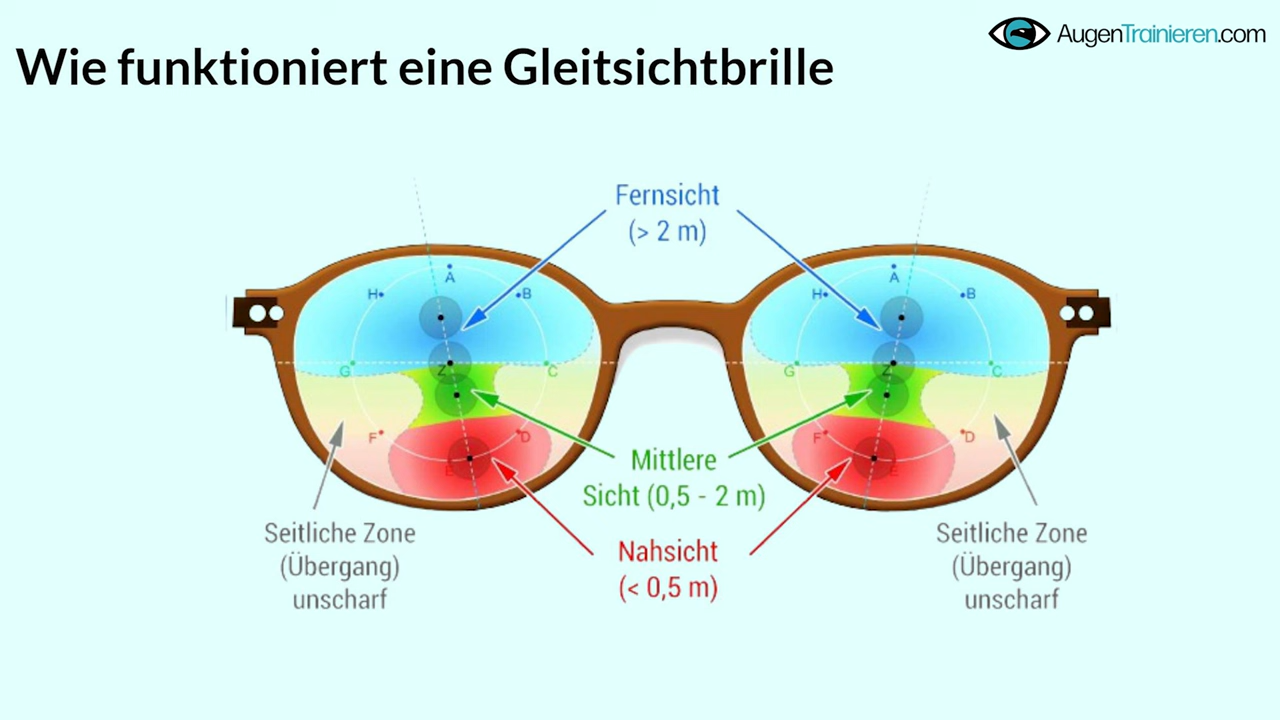 AugenTrainieren.com
Wie funktioniert eine Gleitsichtbrille
Fernsicht
(> 2 m)
A
H
B
G
Z
C
F
D
E
A
H
B
G
Z
C
F
D
E
Mittlere
Sicht (0,5 - 2 m)
Nahsicht
(< 0,5 m)
Seitliche Zone
(Übergang)
unscharf
Seitliche Zone
(Übergang)
unscharf